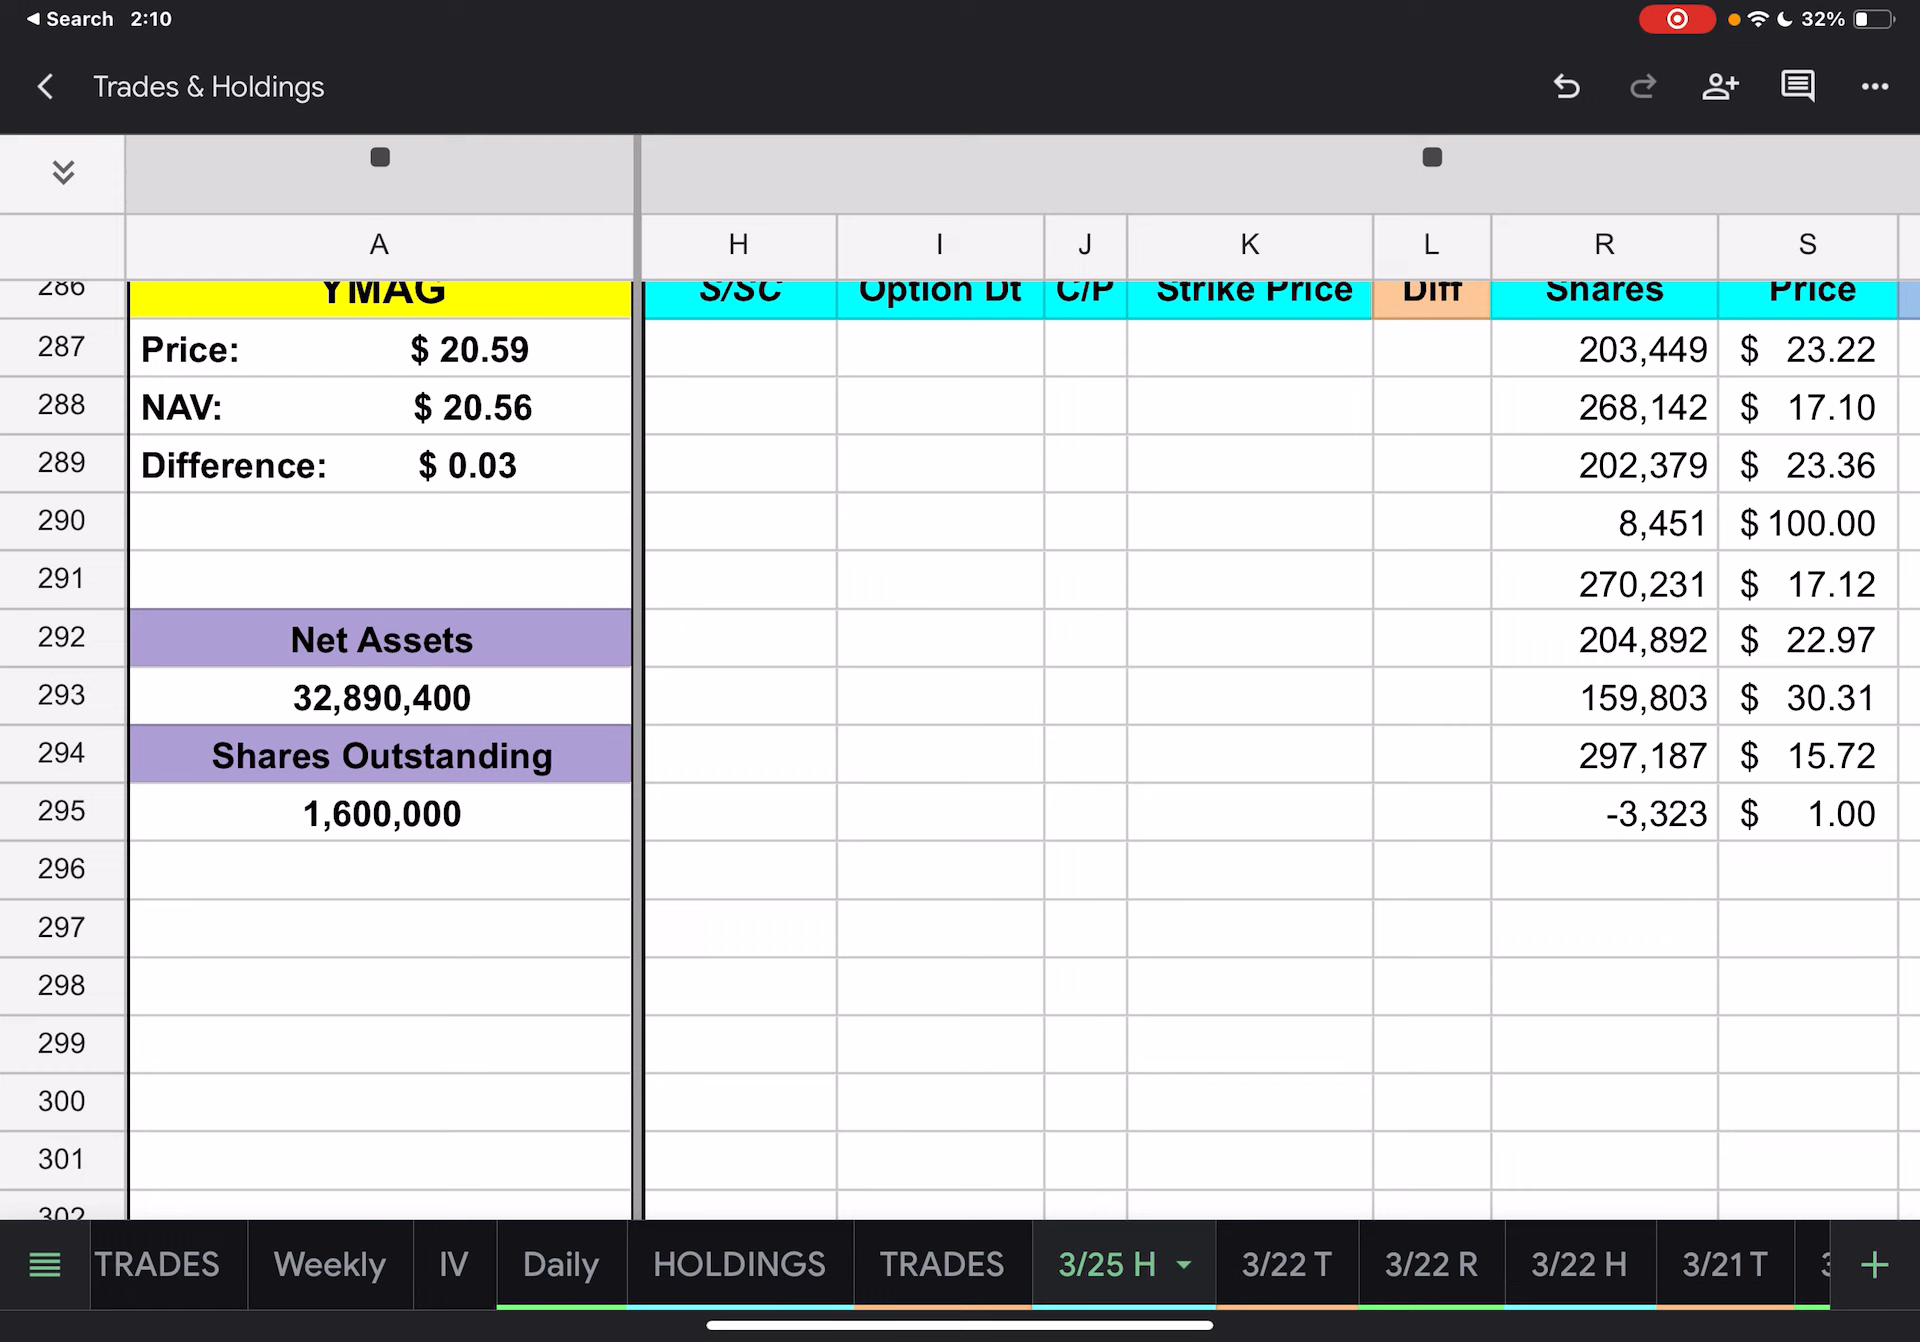 Search 2:10 32%
Trades & Holdings
A H I J K L R S
286 YMAG S/SC Option Dt C/P Strike Price Diff Shares Price
287 Price: $ 20.59 203,449 $ 23.22
288 NAV: $ 20.56 268,142 $ 17.10
289 Difference: $ 0.03 202,379 $ 23.36
290 8,451 $ 100.00
291 270,231 $ 17.12
292 Net Assets 204,892 $ 22.97
293 32,890,400 159,803 $ 30.31
294 Shares Outstanding 297,187 $ 15.72
295 1,600,000 -3,323 $ 1.00
296
297
298
299
300
301
302
TRADES Weekly IV Daily HOLDINGS TRADES 3/25 H 3/22 T 3/22 R 3/22 H 3/21 T